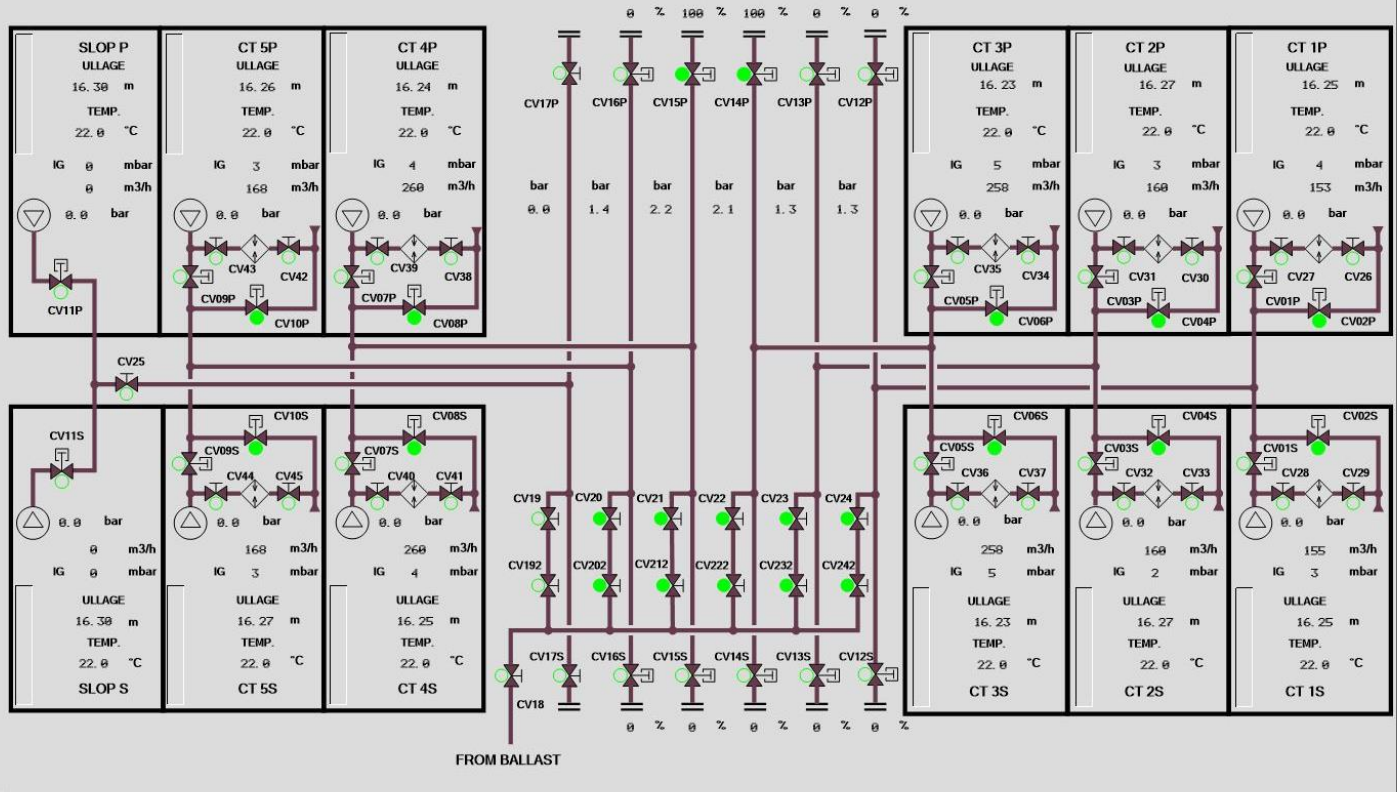 0 % 100 % 100 % 0 % 0 %
SLOP P CT 5P CT 4P CT 3P CT 2P CT 1P
ULLAGE ULLAGE ULLAGE ULLAGE ULLAGE ULLAGE
16.30 m 16.26 m 16.24 m 16.23 m 16.27 m 16.25 m
CV17P CV16P CV15P CV14P CV13P CV12P
TEMP. TEMP. TEMP. TEMP. TEMP. TEMP.
22.0 °C 22.0 °C 22.0 °C 22.0 °C 22.0 °C 22.0 °C
IG 0 mbar IG 3 mbar IG 4 mbar IG 5 mbar IG 3 mbar IG 4 mbar
0 m3/h 168 m3/h 260 m3/h bar bar bar bar bar bar 258 m3/h 160 m3/h 153 m3/h
0.0 bar 0.0 bar 0.0 bar 0.0 1.4 2.2 2.1 1.3 1.3 0.0 bar 0.0 bar 0.0 bar
CV43 CV42 CV39 CV38 CV35 CV34 CV31 CV30 CV27 CV26
CV11P CV09P CV07P CV05P CV03P CV01P
CV10P CV08P CV06P CV04P CV02P
CV25
CV10S CV08S CV06S CV04S CV02S
CV11S CV09S CV07S CV05S CV03S CV01S
CV44 CV45 CV40 CV41 CV36 CV37 CV32 CV33 CV28 CV29
CV19 CV20 CV21 CV22 CV23 CV24
0.0 bar 0.0 bar 0.0 bar 0.0 bar 0.0 bar 0.0 bar
0 m3/h 168 m3/h 260 m3/h 258 m3/h 160 m3/h 155 m3/h
CV192 CV202 CV212 CV222 CV232 CV242
IG 0 mbar IG 3 mbar IG 4 mbar IG 5 mbar IG 2 mbar IG 3 mbar
ULLAGE ULLAGE ULLAGE ULLAGE ULLAGE ULLAGE
16.30 m 16.27 m 16.25 m 16.23 m 16.27 m 16.25 m
TEMP. TEMP. TEMP. TEMP. TEMP. TEMP.
CV17S CV16S CV15S CV14S CV13S CV12S
22.0 °C 22.0 °C 22.0 °C 22.0 °C 22.0 °C 22.0 °C
SLOP S CT 5S CT 4S CT 3S CT 2S CT 1S
CV18
0 % 0 % 0 % 0 % 0 %
FROM BALLAST